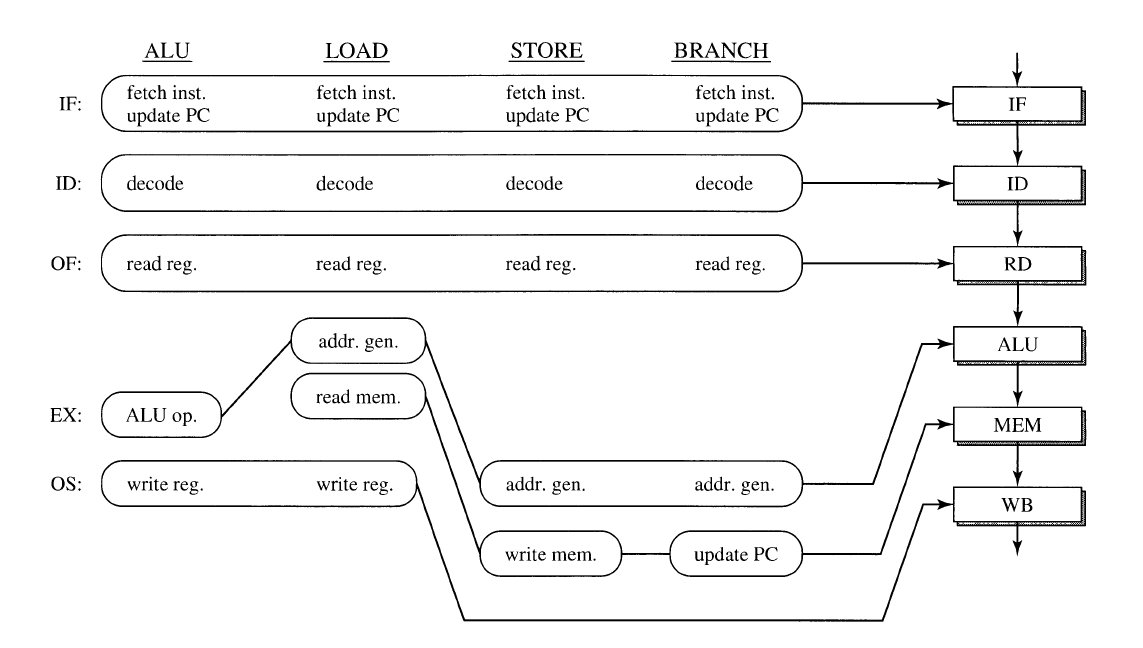 ALU LOAD STORE BRANCH
IF: fetch inst. fetch inst. fetch inst. fetch inst. IF
update PC update PC update PC update PC
ID: decode decode decode decode ID
OF: read reg. read reg. read reg. read reg. RD
addr. gen. ALU
read mem.
EX: ALU op. MEM
OS: write reg. write reg. addr. gen. addr. gen. WB
write mem. update PC